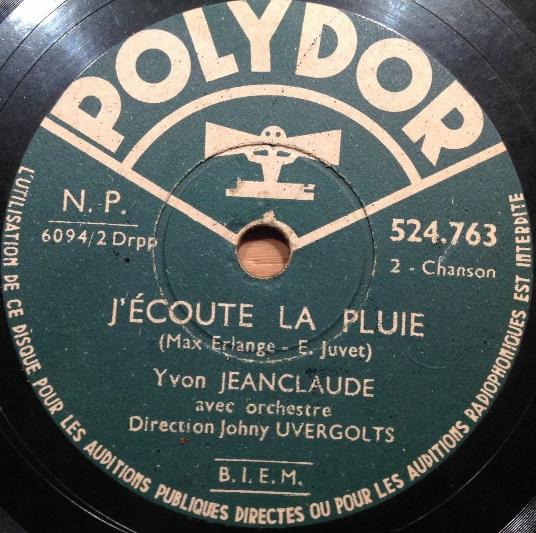 POLYDOR
N. P.
6094/2 Drpp
524.763
2 - Chanson
J'ÉCOUTE LA PLUIE
(Max Erlange - E. Juvet)
Yvon JEANCLAUDE
avec orchestre
Direction Johny UVERGOLTS
B. I. E. M.
L'UTILISATION DE CE DISQUE POUR LES AUDITIONS PUBLIQUES DIRECTES OU POUR LES AUDITIONS RADIOPHONIQUES EST INTERDITE